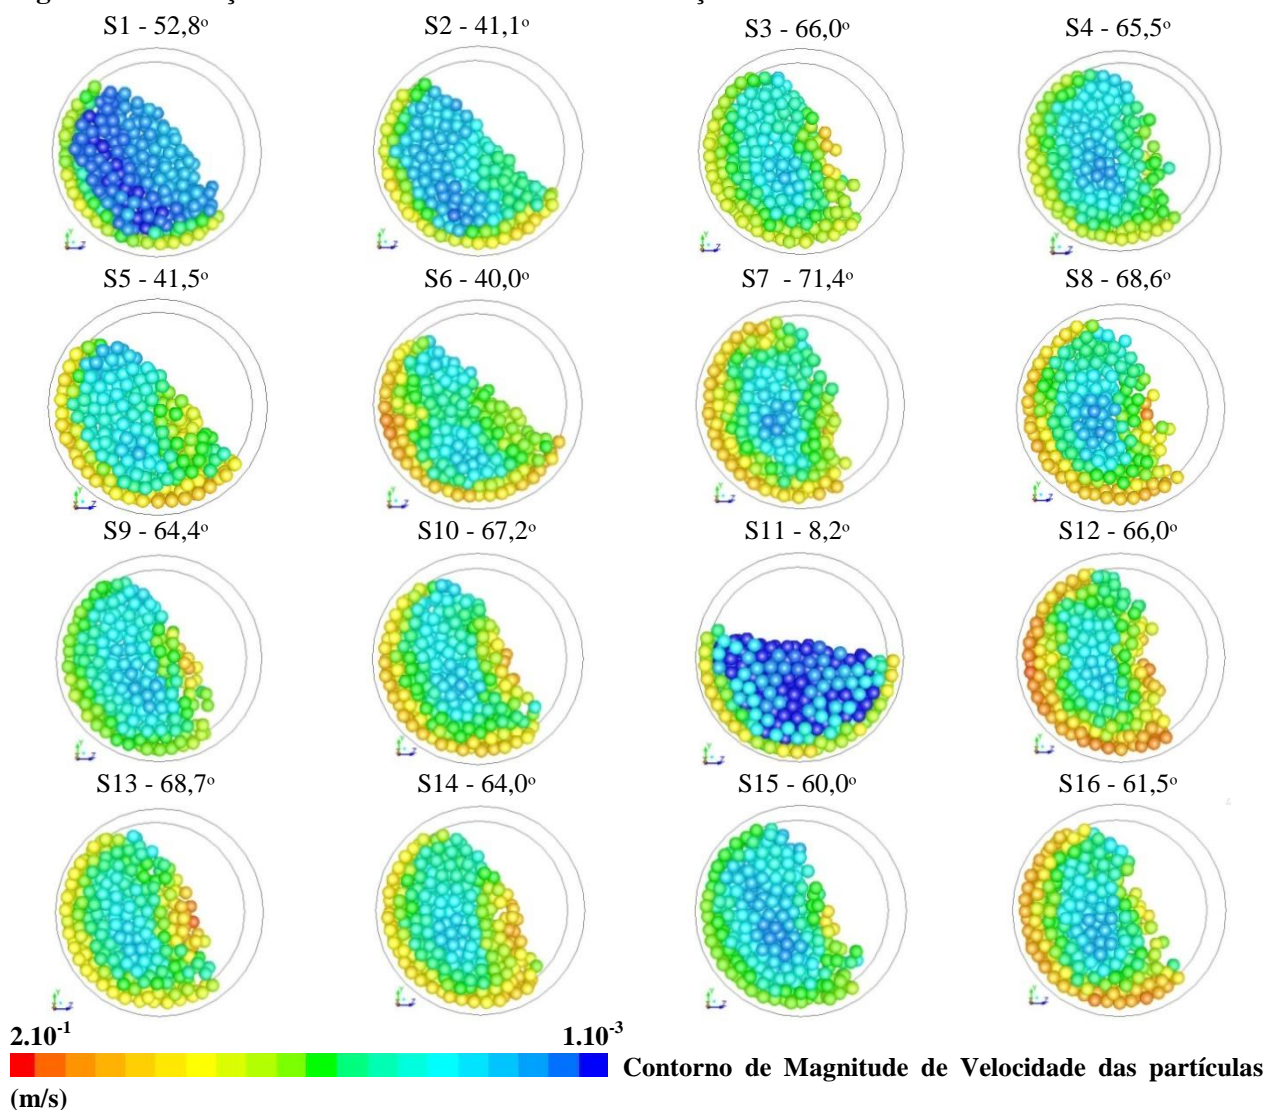 S1 - 52,8º S2 - 41,1º S3 - 66,0º S4 - 65,5º
S5 - 41,5º S6 - 40,0º S7 - 71,4º S8 - 68,6º
S9 - 64,4º S10 - 67,2º S11 - 8,2º S12 - 66,0º
S13 - 68,7º S14 - 64,0º S15 - 60,0º S16 - 61,5º
2.10⁻¹ 1.10⁻³
Contorno de Magnitude de Velocidade das partículas
(m/s)